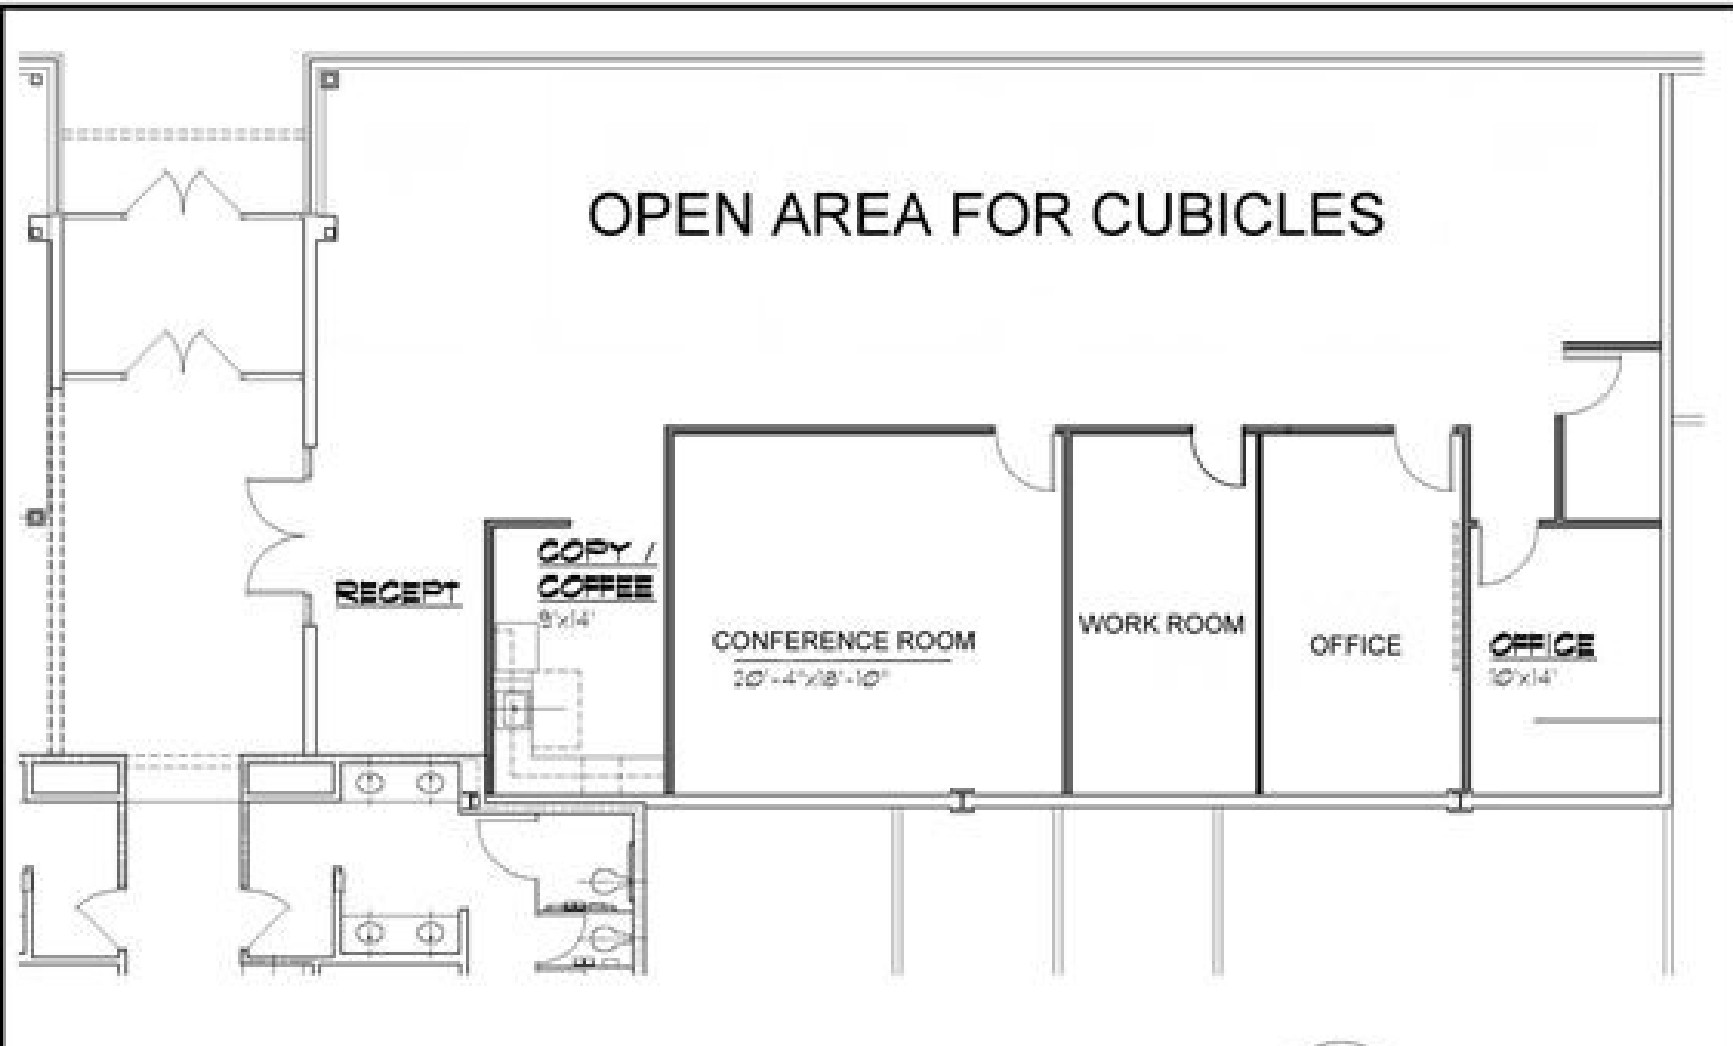 OPEN AREA FOR CUBICLES
RECEPT
COPY /
COFFEE
8'x14'
CONFERENCE ROOM
20'-4"x18'-10"
WORK ROOM
OFFICE
OFFICE
10'x14'